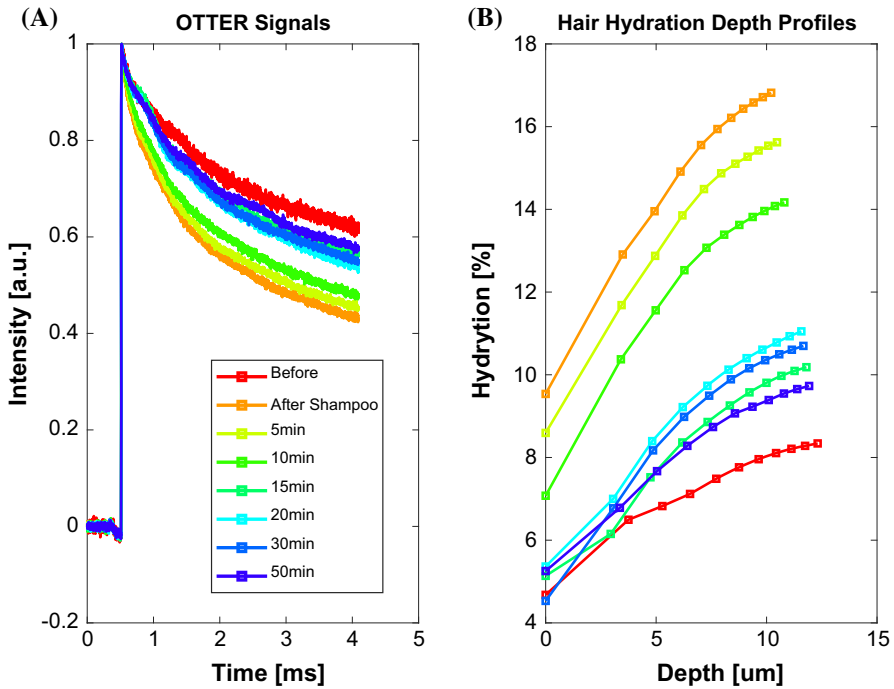 (A)
OTTER Signals
1
0.8
0.6
0.4
0.2
0
-0.2
Intensity [a.u.]
0 1 2 3 4 5
Time [ms]
Before
After Shampoo
5min
10min
15min
20min
30min
50min
(B)
Hair Hydration Depth Profiles
18
16
14
12
10
8
6
4
Hydrytion [%]
0 5 10 15
Depth [um]